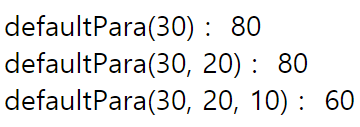 defaultPara(30) : 80
defaultPara(30, 20) : 80
defaultPara(30, 20, 10) : 60